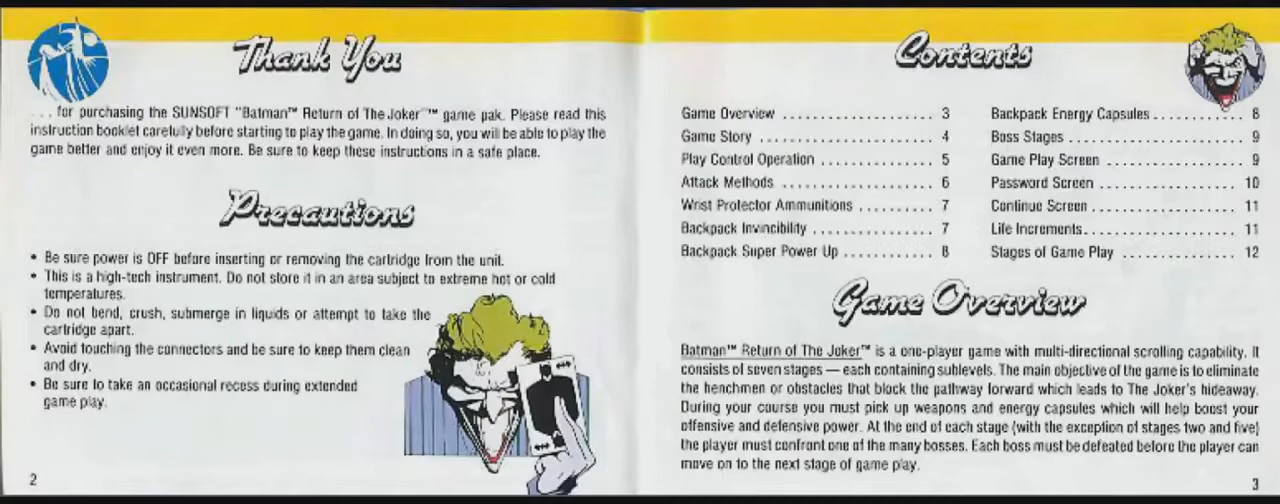 Thank You
. . . for purchasing the SUNSOFT "Batman™ Return of The Joker"™ game pak. Please read this
instruction booklet carefully before starting to play the game. In doing so, you will be able to play the
game better and enjoy it even more. Be sure to keep these instructions in a safe place.
Precautions
• Be sure power is OFF before inserting or removing the cartridge from the unit.
• This is a high-tech instrument. Do not store it in an area subject to extreme hot or cold
temperatures.
• Do not bend, crush, submerge in liquids or attempt to take the
cartridge apart.
• Avoid touching the connectors and be sure to keep them clean
and dry.
• Be sure to take an occasional recess during extended
game play.
2
Contents
Game Overview . . . . . . . . . . . . . . . . . . . 3
Game Story . . . . . . . . . . . . . . . . . . . . . . 4
Play Control Operation . . . . . . . . . . . . . . 5
Attack Methods . . . . . . . . . . . . . . . . . . . 6
Wrist Protector Ammunitions . . . . . . . . . . 7
Backpack Invincibility . . . . . . . . . . . . . . . 7
Backpack Super Power Up . . . . . . . . . . . 8
Backpack Energy Capsules . . . . . . . . . . . 8
Boss Stages . . . . . . . . . . . . . . . . . . . . . 9
Game Play Screen . . . . . . . . . . . . . . . . . 9
Password Screen . . . . . . . . . . . . . . . . . 10
Continue Screen . . . . . . . . . . . . . . . . . . 11
Life Increments. . . . . . . . . . . . . . . . . . . 11
Stages of Game Play . . . . . . . . . . . . . . 12
Game Overview
Batman™ Return of The Joker™ is a one-player game with multi-directional scrolling capability. It
consists of seven stages — each containing sublevels. The main objective of the game is to eliminate
the henchmen or obstacles that block the pathway forward which leads to The Joker's hideaway.
During your course you must pick up weapons and energy capsules which will help boost your
offensive and defensive power. At the end of each stage (with the exception of stages two and five)
the player must confront one of the many bosses. Each boss must be defeated before the player can
move on to the next stage of game play.
3